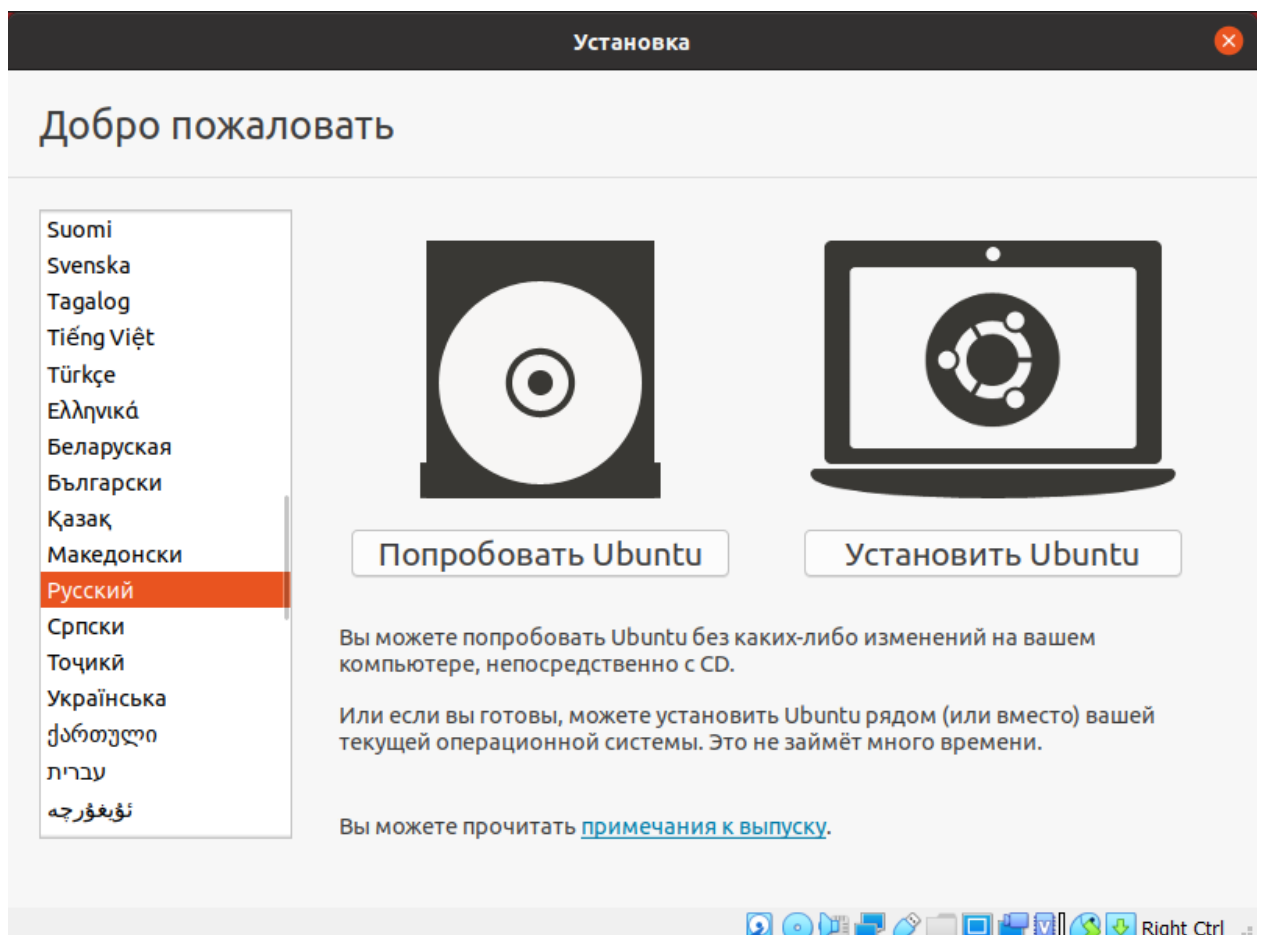 Установка
Добро пожаловать
Suomi
Svenska
Tagalog
Tiếng Việt
Türkçe
Ελληνικά
Беларуская
Български
Қазақ
Македонски
Русский
Српски
Тоҷикӣ
Українська
ქართული
עברית
ئۇيغۇرچە
Попробовать Ubuntu
Установить Ubuntu
Вы можете попробовать Ubuntu без каких-либо изменений на вашем
компьютере, непосредственно с CD.
Или если вы готовы, можете установить Ubuntu рядом (или вместо) вашей
текущей операционной системы. Это не займёт много времени.
Вы можете прочитать примечания к выпуску.
Right Ctrl